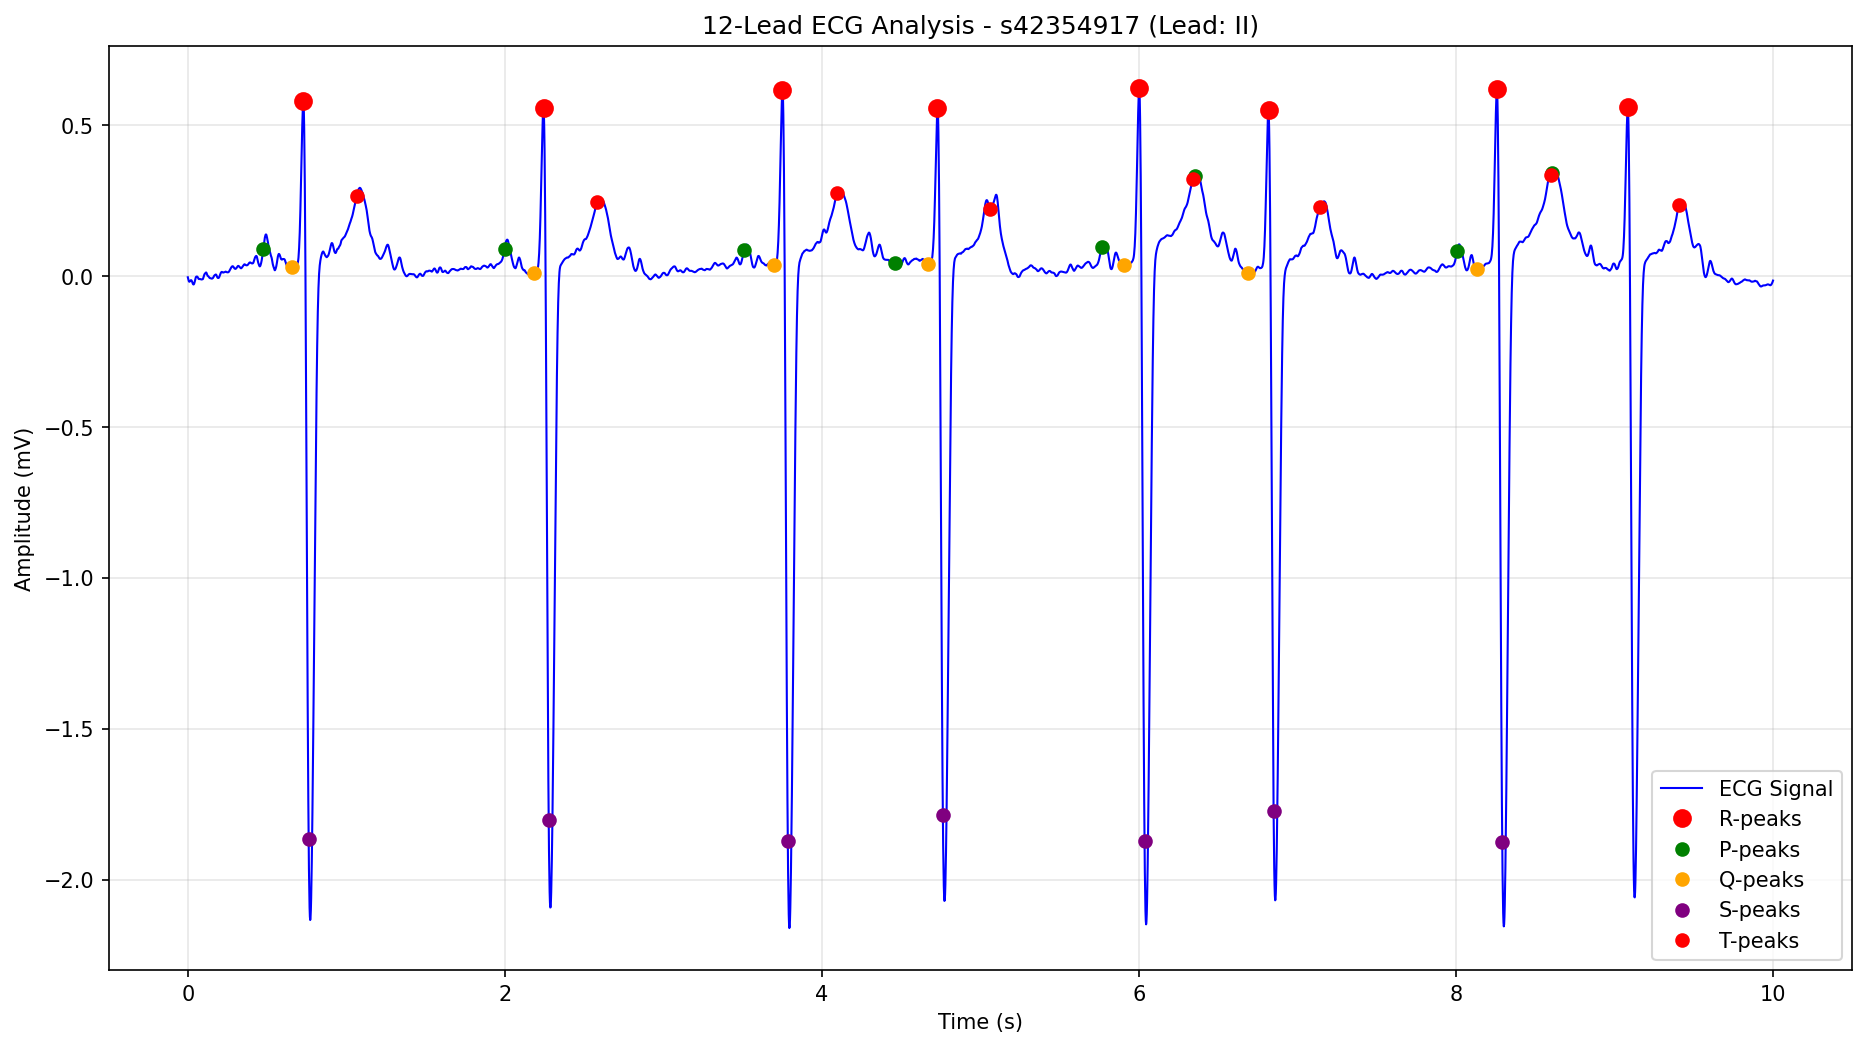 12-Lead ECG Analysis - s42354917 (Lead: II)
0.5
0.0
−0.5
−1.0
−1.5
−2.0
Amplitude (mV)
0 2 4 6 8 10
Time (s)
ECG Signal
R-peaks
P-peaks
Q-peaks
S-peaks
T-peaks